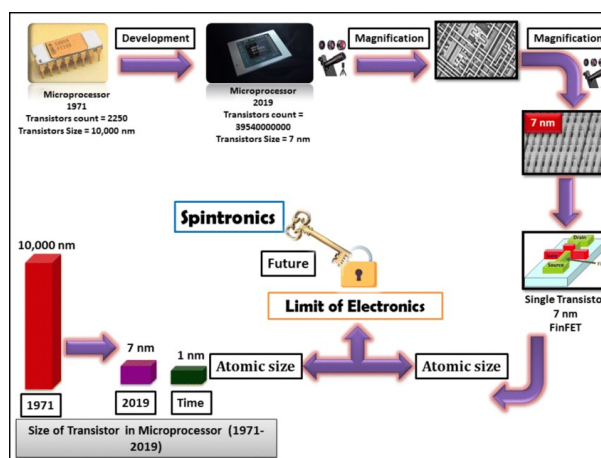 Development
Magnification
Magnification
Microprocessor
1971
Transistors count = 2250
Transistors Size = 10,000 nm
Microprocessor
2019
Transistors count =
39540000000
Transistors Size = 7 nm
7 nm
Drain
Source
Single Transisto
7 nm
FinFET
Spintronics
Future
Limit of Electronics
Atomic size
Atomic size
10,000 nm
7 nm
1 nm
1971
2019
Time
Size of Transistor in Microprocessor (1971-
2019)